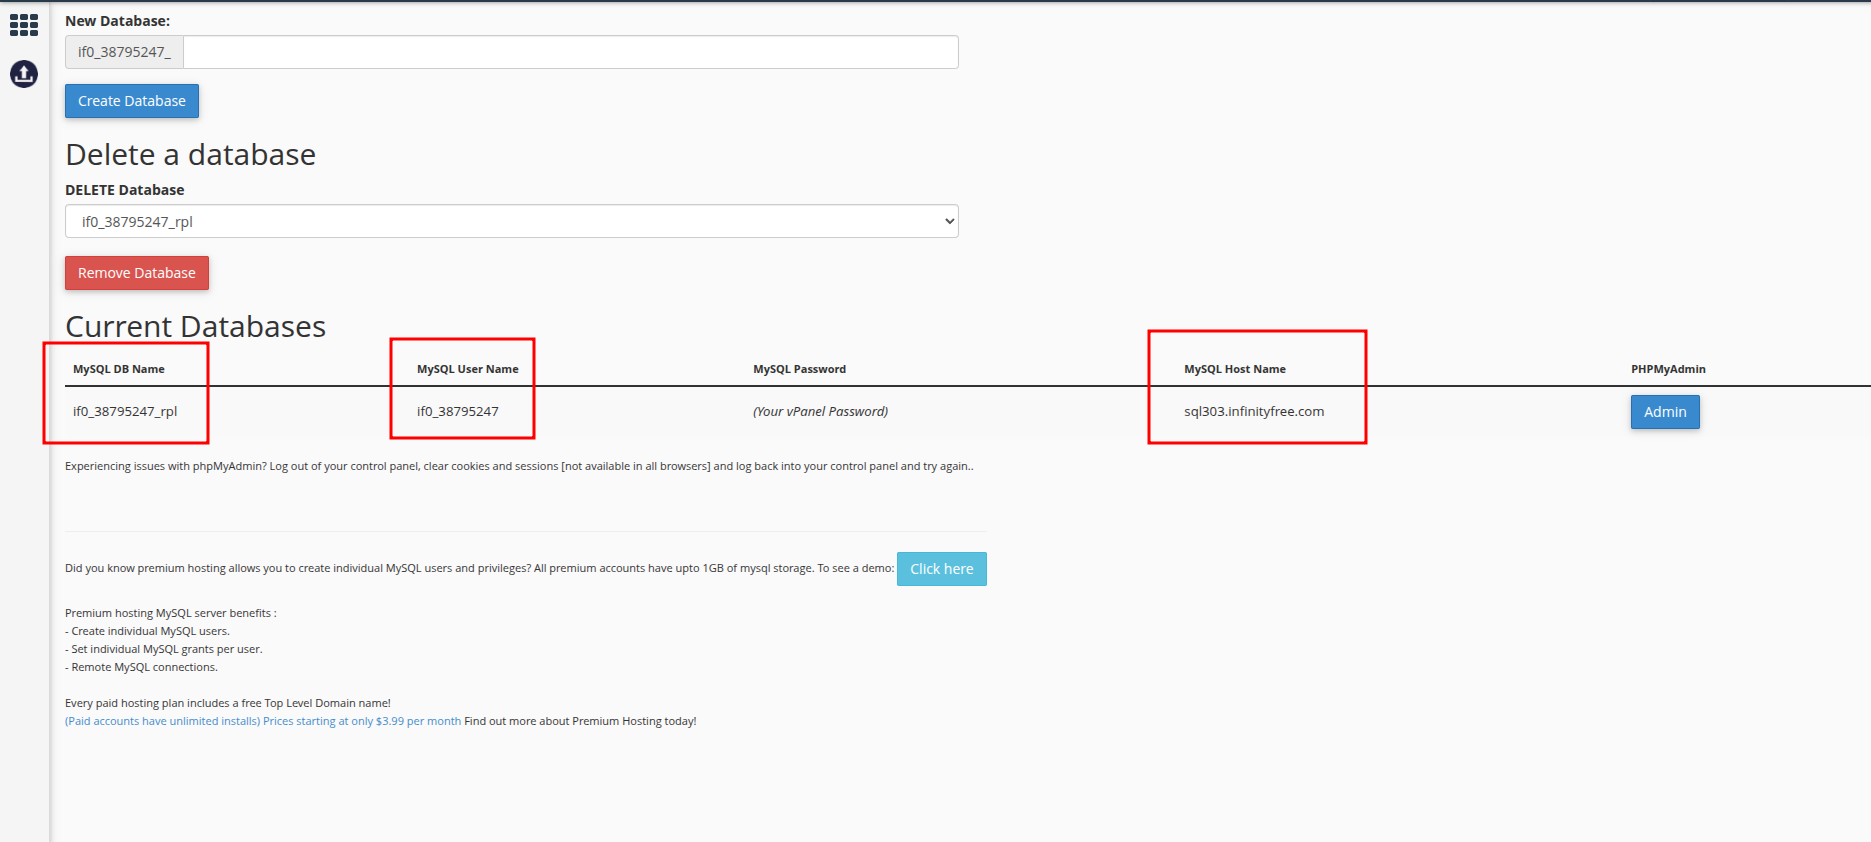 New Database:
if0_38795247_
Create Database
Delete a database
DELETE Database
if0_38795247_rpl
Remove Database
Current Databases
MySQL DB Name MySQL User Name MySQL Password MySQL Host Name PHPMyAdmin
if0_38795247_rpl if0_38795247 (Your vPanel Password) sql303.infinityfree.com Admin
Experiencing issues with phpMyAdmin? Log out of your control panel, clear cookies and sessions [not available in all browsers] and log back into your control panel and try again..
Did you know premium hosting allows you to create individual MySQL users and privileges? All premium accounts have upto 1GB of mysql storage. To see a demo: Click here
Premium hosting MySQL server benefits :
- Create individual MySQL users.
- Set individual MySQL grants per user.
- Remote MySQL connections.
Every paid hosting plan includes a free Top Level Domain name!
(Paid accounts have unlimited installs) Prices starting at only $3.99 per month Find out more about Premium Hosting today!